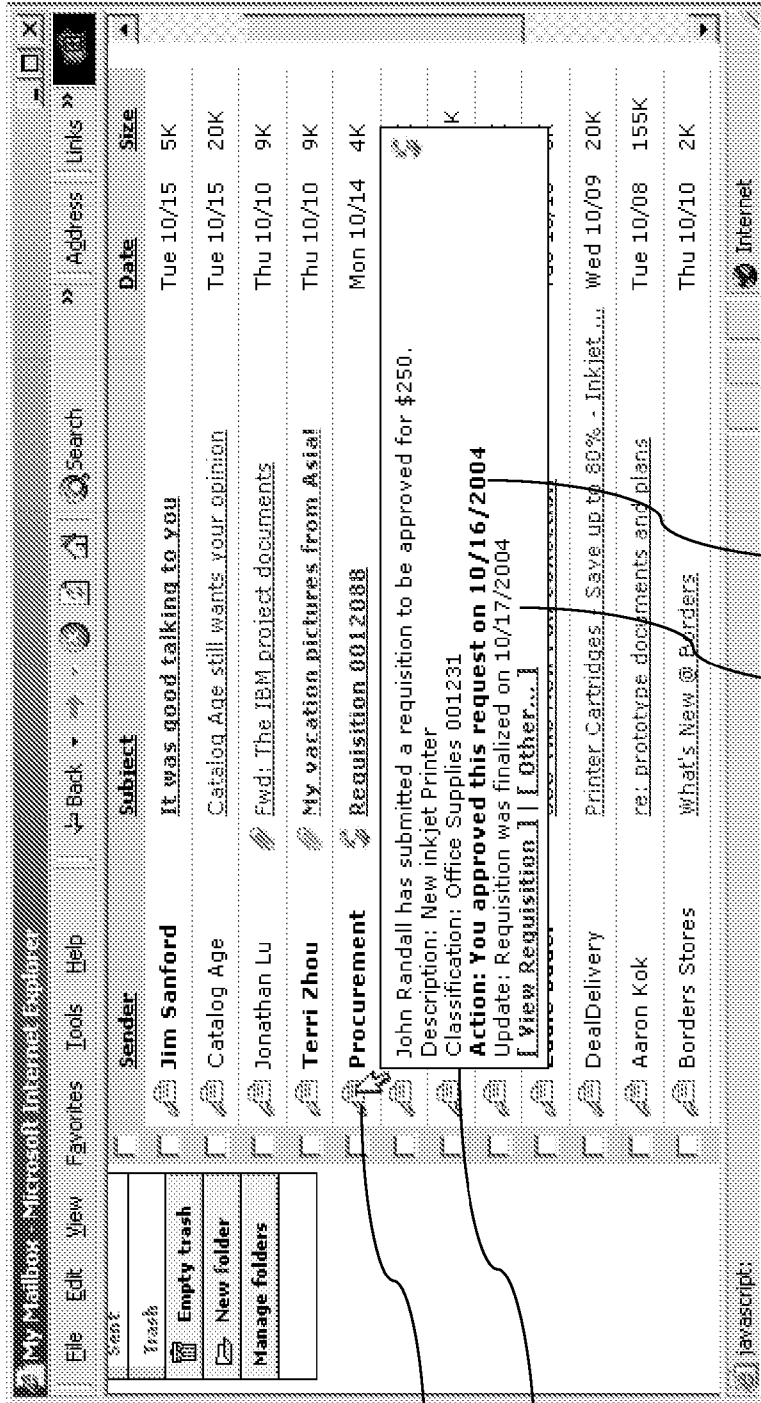 My Mailbox - Microsoft Internet Explorer
File Edit View Favorites Tools Help
Back Search Address Links
Sent
Trash
Empty trash
New folder
Manage folders
Sender Subject Date Size
Jim Sanford It was good talking to you Tue 10/15 5K
Catalog Age Catalog Age still wants your opinion Tue 10/15 20K
Jonathan Lu Fwd: The IBM project documents Thu 10/10 9K
Terri Zhou My vacation pictures from Asia! Thu 10/10 9K
Procurement Requisition 0012088 Mon 10/14 4K
John Randall has submitted a requisition to be approved for $250.
Description: New inkjet Printer
Classification: Office Supplies 001231
K
Action: You approved this request on 10/16/2004
Update: Requisition was finalized on 10/17/2004
[ View Requisition ] | [ Other... ]
DealDelivery Printer Cartridges - Save up to 80% - Inkjet ... Wed 10/09 20K
Aaron Kok re: prototype documents and plans Tue 10/08 155K
Borders Stores What's New @ Borders Thu 10/10 2K
javascript: Internet